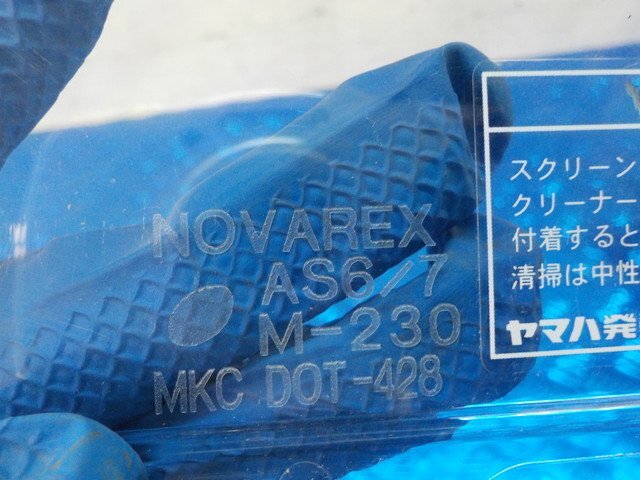 NOVAREX
AS6/7
M-230
MKC DOT-428
スクリーン
クリーナー
付着すると
清掃は中性
ヤマハ発